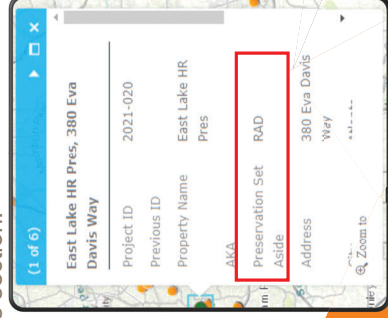 (1 of 6)
East Lake HR Pres, 380 Eva
Davis Way
Project ID 2021-020
Previous ID
Property Name East Lake HR
Pres
AKA
Preservation Set RAD
Aside
Address 380 Eva Davis
Way
Zoom to